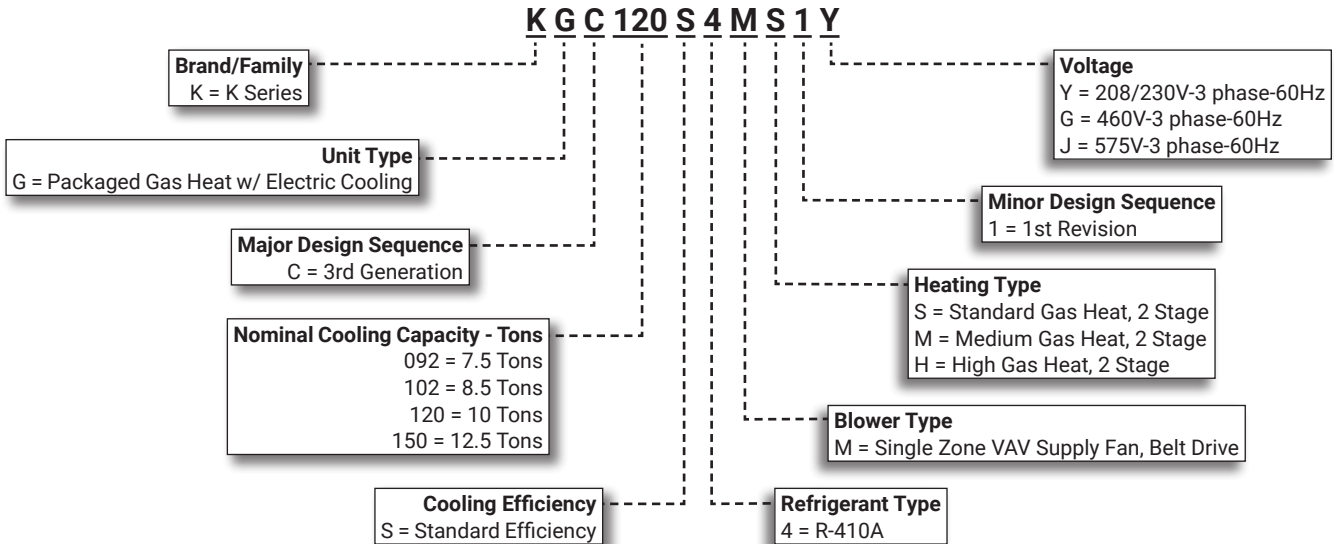 K G C 120 S 4 M S 1 Y
Brand/Family
K = K Series
Unit Type
G = Packaged Gas Heat w/ Electric Cooling
Major Design Sequence
C = 3rd Generation
Nominal Cooling Capacity - Tons
092 = 7.5 Tons
102 = 8.5 Tons
120 = 10 Tons
150 = 12.5 Tons
Cooling Efficiency
S = Standard Efficiency
Refrigerant Type
4 = R-410A
Blower Type
M = Single Zone VAV Supply Fan, Belt Drive
Heating Type
S = Standard Gas Heat, 2 Stage
M = Medium Gas Heat, 2 Stage
H = High Gas Heat, 2 Stage
Minor Design Sequence
1 = 1st Revision
Voltage
Y = 208/230V-3 phase-60Hz
G = 460V-3 phase-60Hz
J = 575V-3 phase-60Hz